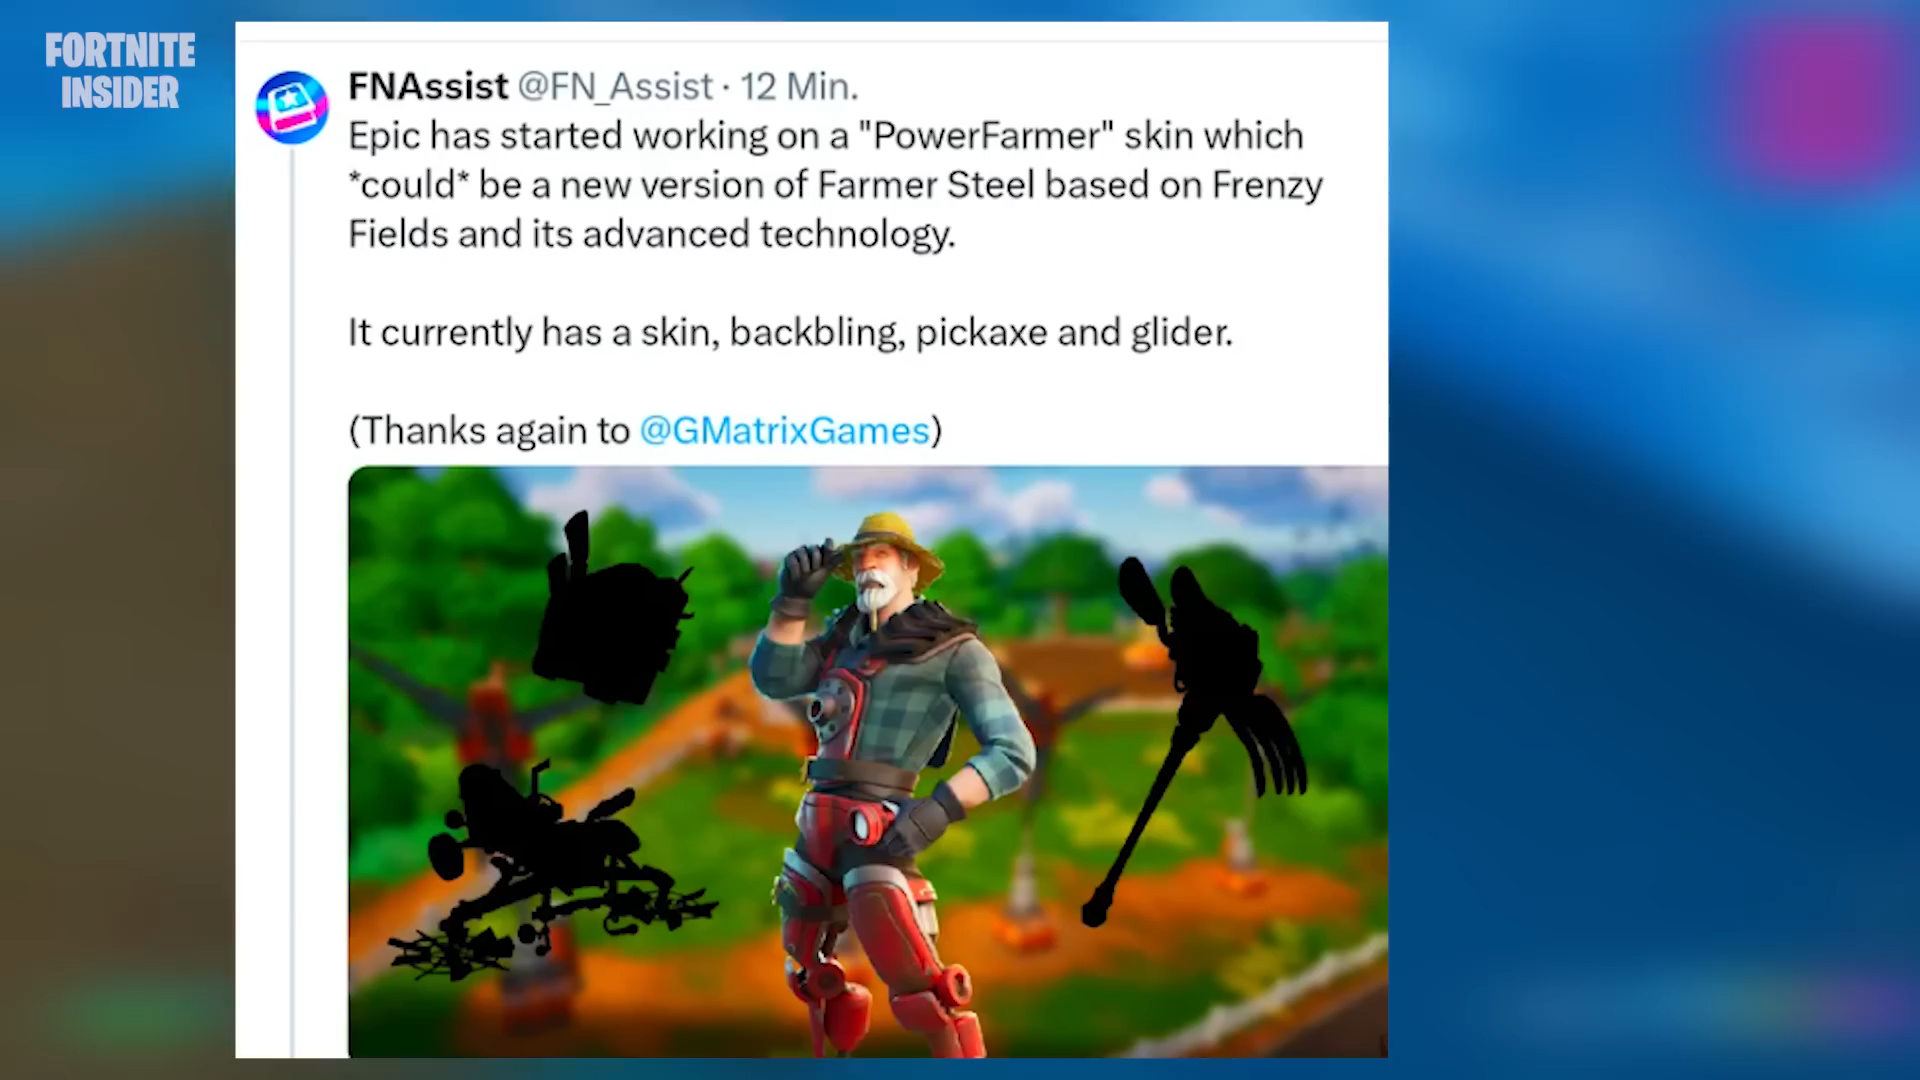 FORTNITE
INSIDER
FNAssist @FN_Assist · 12 Min.
Epic has started working on a "PowerFarmer" skin which
*could* be a new version of Farmer Steel based on Frenzy
Fields and its advanced technology.
It currently has a skin, backbling, pickaxe and glider.
(Thanks again to @GMatrixGames)